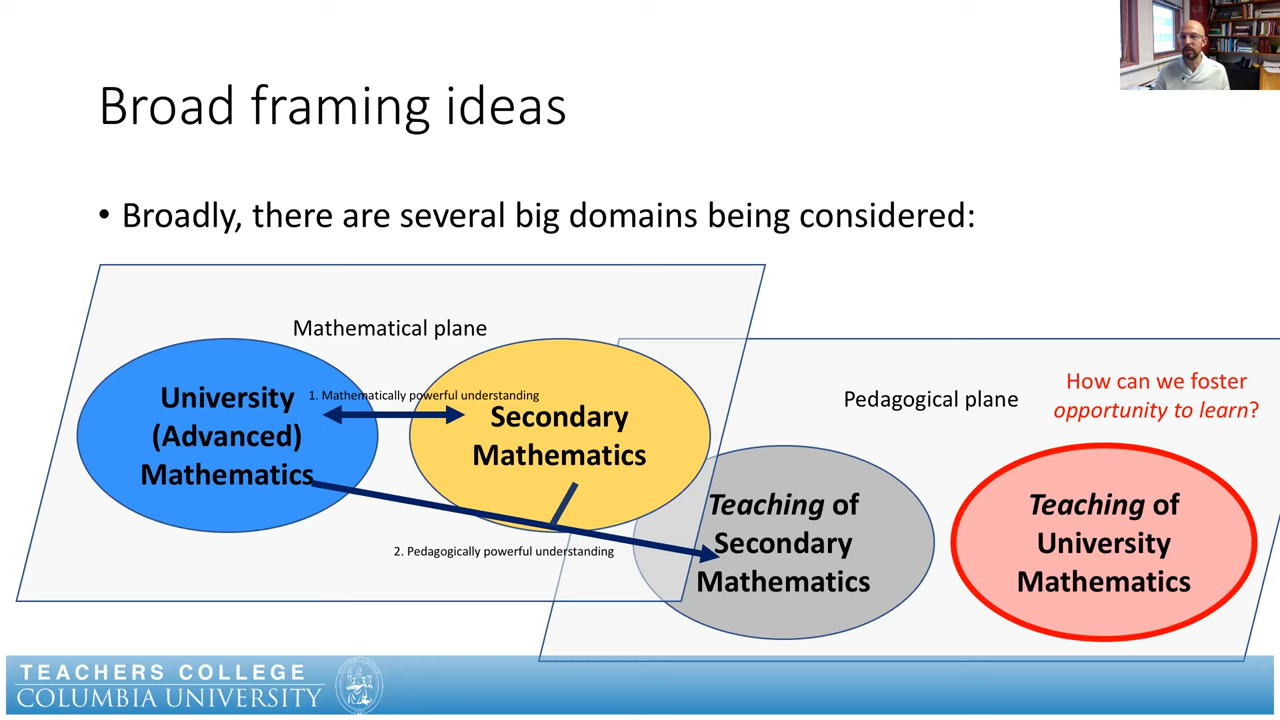 Broad framing ideas
• Broadly, there are several big domains being considered:
Mathematical plane
University
(Advanced)
Mathematics
1. Mathematically powerful understanding
Secondary
Mathematics
2. Pedagogically powerful understanding
Pedagogical plane
How can we foster
opportunity to learn?
Teaching of
Secondary
Mathematics
Teaching of
University
Mathematics
TEACHERS COLLEGE
COLUMBIA UNIVERSITY